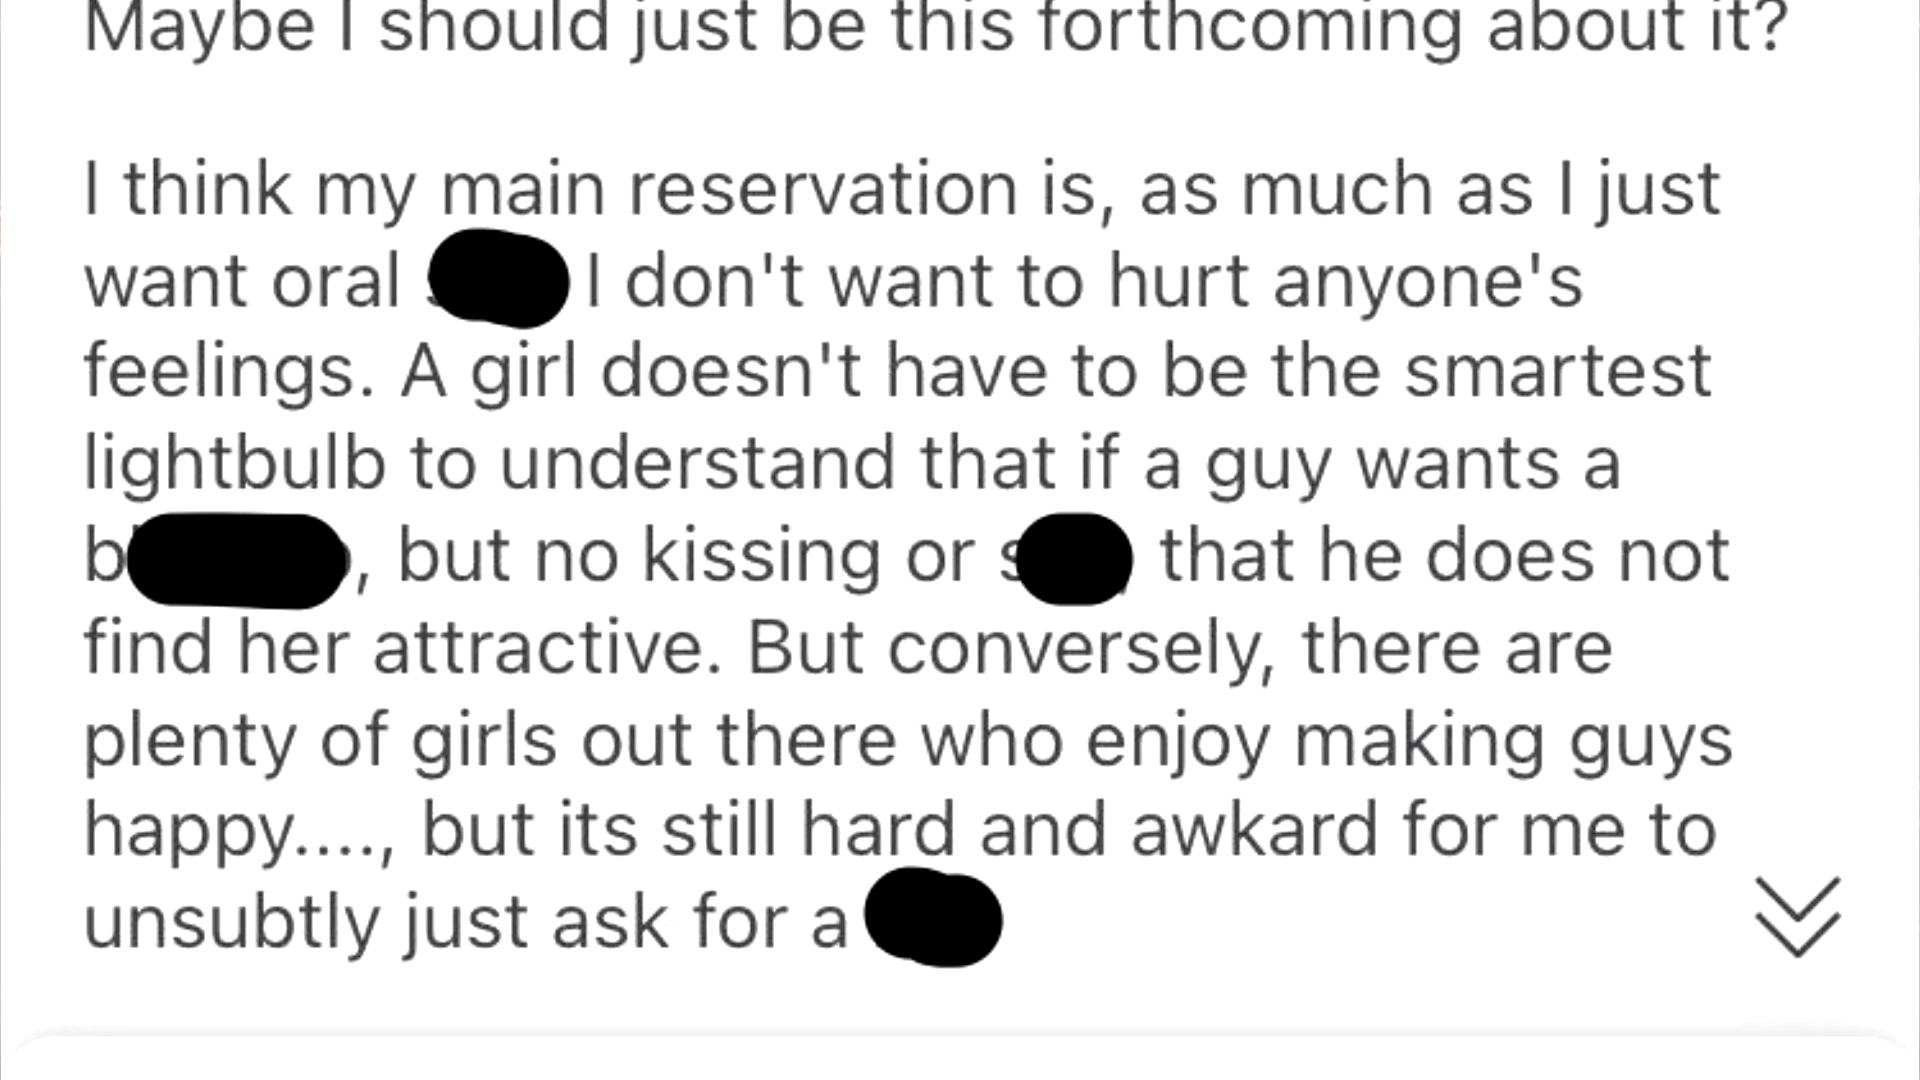 Maybe I should just be this forthcoming about it?
I think my main reservation is, as much as I just
want oral I don't want to hurt anyone's
feelings. A girl doesn't have to be the smartest
lightbulb to understand that if a guy wants a
b , but no kissing or s that he does not
find her attractive. But conversely, there are
plenty of girls out there who enjoy making guys
happy...., but its still hard and awkard for me to
unsubtly just ask for a